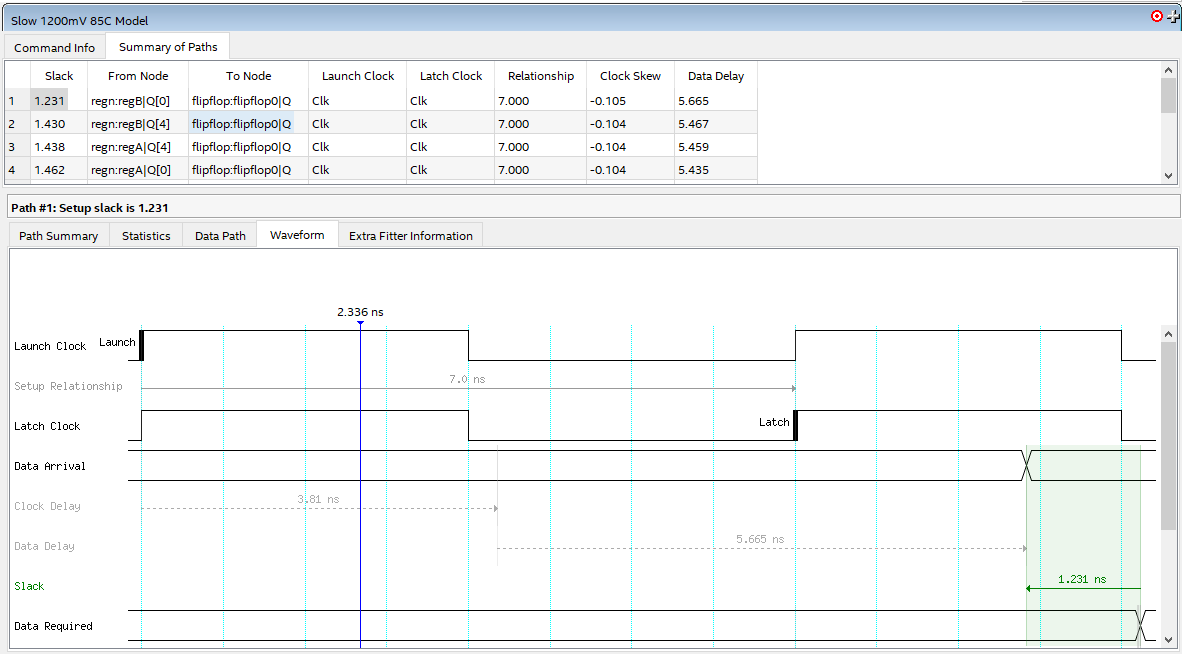 Slow 1200mV 85C Model
Command Info Summary of Paths
Slack From Node To Node Launch Clock Latch Clock Relationship Clock Skew Data Delay
1 1.231 regn:regB|Q[0] flipflop:flipflop0|Q Clk Clk 7.000 -0.105 5.665
2 1.430 regn:regB|Q[4] flipflop:flipflop0|Q Clk Clk 7.000 -0.104 5.467
3 1.438 regn:regA|Q[4] flipflop:flipflop0|Q Clk Clk 7.000 -0.104 5.459
4 1.462 regn:regA|Q[0] flipflop:flipflop0|Q Clk Clk 7.000 -0.104 5.435
Path #1: Setup slack is 1.231
Path Summary Statistics Data Path Waveform Extra Fitter Information
2.336 ns
Launch Clock Launch
Setup Relationship 7.0 ns
Latch Clock Latch
Data Arrival
Clock Delay 3.81 ns
Data Delay 5.665 ns
Slack 1.231 ns
Data Required